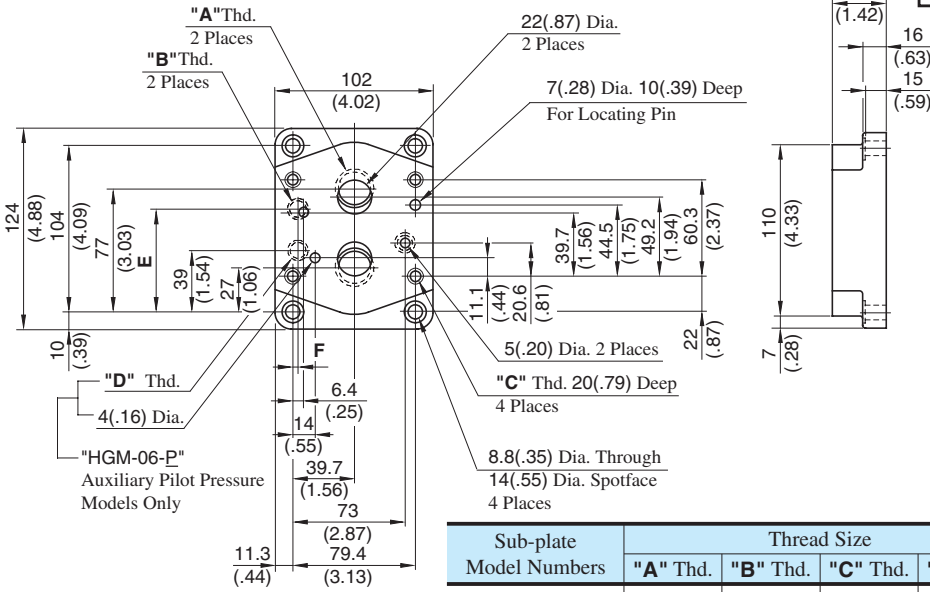 "A"Thd.
2 Places
"B"Thd.
2 Places
22(.87) Dia.
2 Places
7(.28) Dia. 10(.39) Deep
For Locating Pin
102
(4.02)
(1.42)
16
(.63)
15
(.59)
124
(4.88)
104
(4.09)
77
(3.03)
E
39
(1.54)
27
(1.06)
10
(.39)
39.7
(1.56)
44.5
(1.75)
49.2
(1.94)
60.3
(2.37)
11.1
(.44)
20.6
(.81)
22
(.87)
110
(4.33)
7
(.28)
F
"D" Thd.
4(.16) Dia.
"HGM-06-P"
Auxiliary Pilot Pressure
Models Only
6.4
(.25)
14
(.55)
39.7
(1.56)
73
(2.87)
79.4
(3.13)
11.3
(.44)
5(.20) Dia. 2 Places
"C" Thd. 20(.79) Deep
4 Places
8.8(.35) Dia. Through
14(.55) Dia. Spotface
4 Places
Sub-plate
Model Numbers
Thread Size
"A" Thd.
"B" Thd.
"C" Thd.